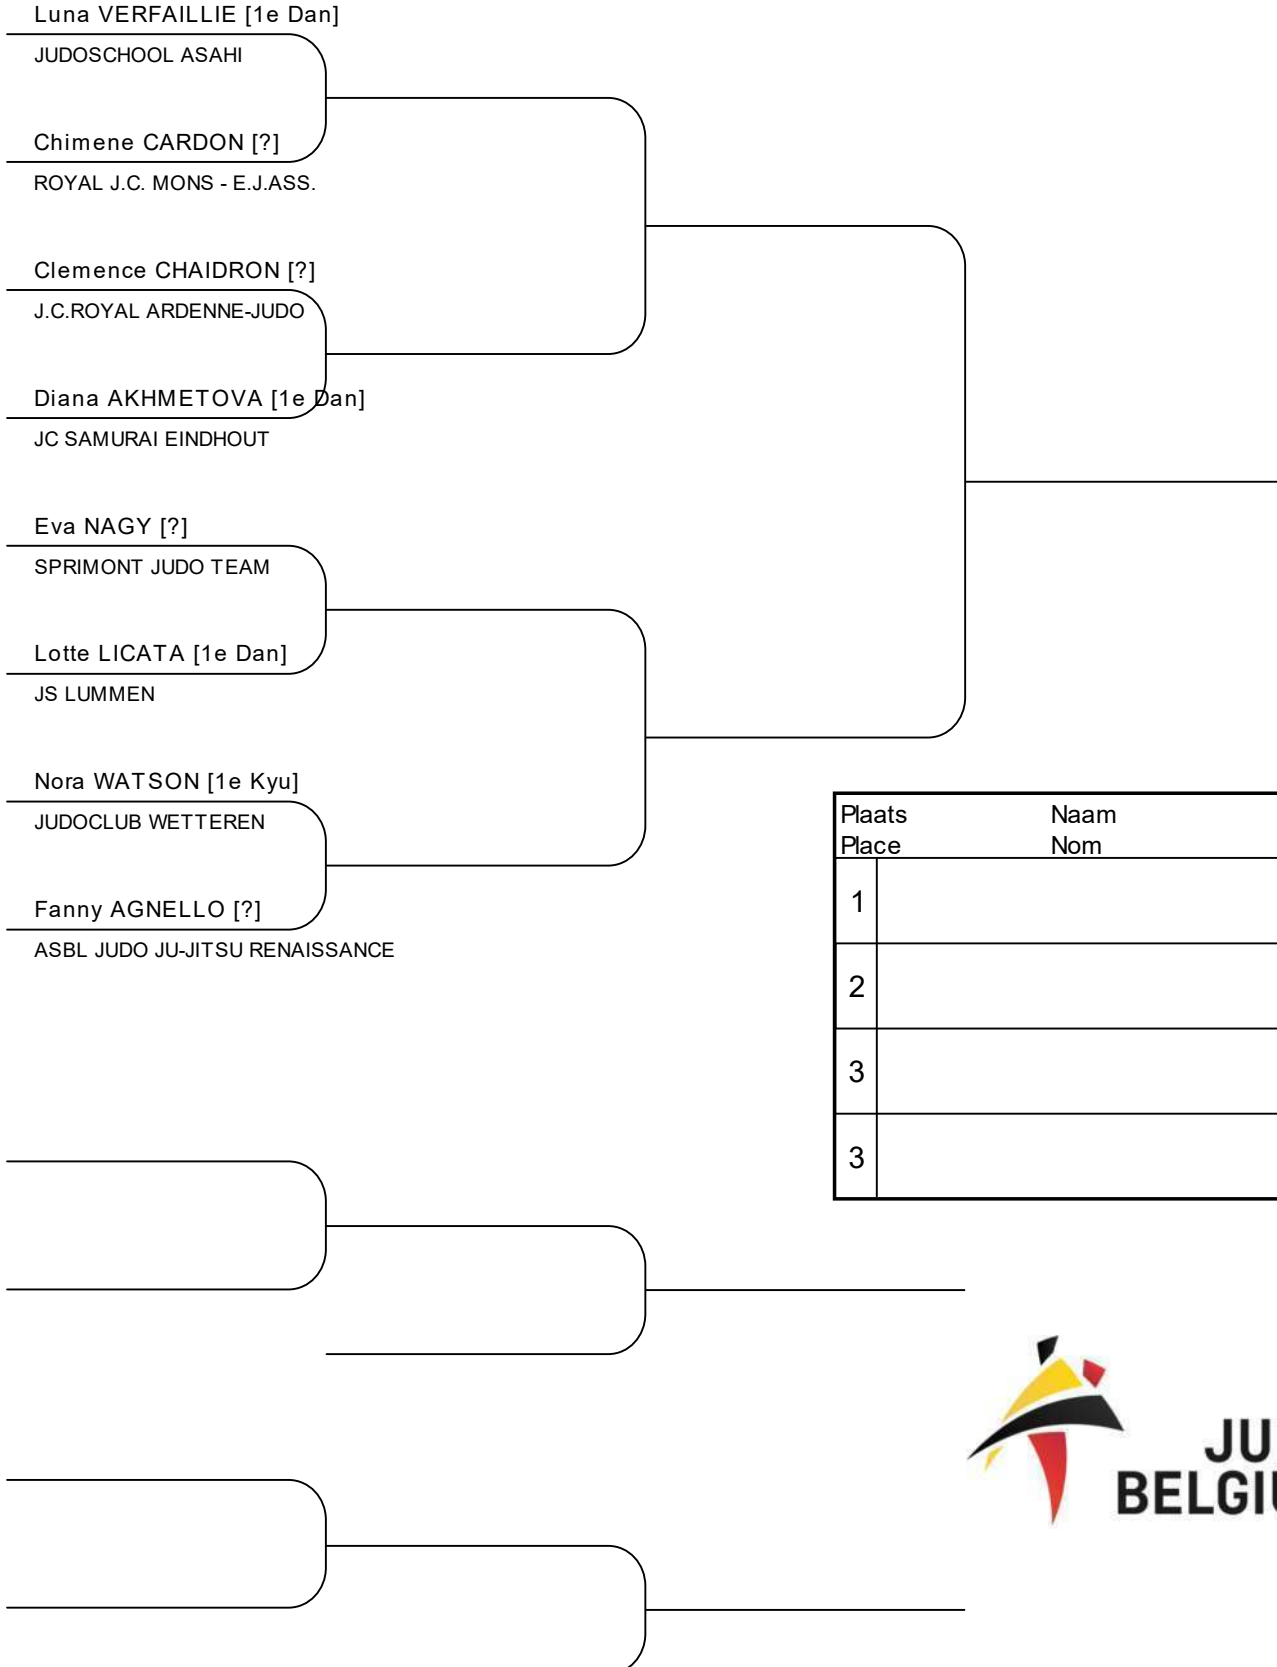 Luna VERFAILLIE [1e Dan]
JUDOSCHOOL ASAHI
Chimene CARDON [?]
ROYAL J.C. MONS - E.J.ASS.
Clemence CHAIDRON [?]
J.C.ROYAL ARDENNE-JUDO
Diana AKHMETOVA [1e Dan]
JC SAMURAI EINDHOUT
Eva NAGY [?]
SPRIMONT JUDO TEAM
Lotte LICATA [1e Dan]
JS LUMMEN
Nora WATSON [1e Kyu]
JUDOCLUB WETTEREN
Fanny AGNELLO [?]
ASBL JUDO JU-JITSU RENAISSANCE
Plaats Naam
Place Nom
1
2
3
3
JU
BELGIU